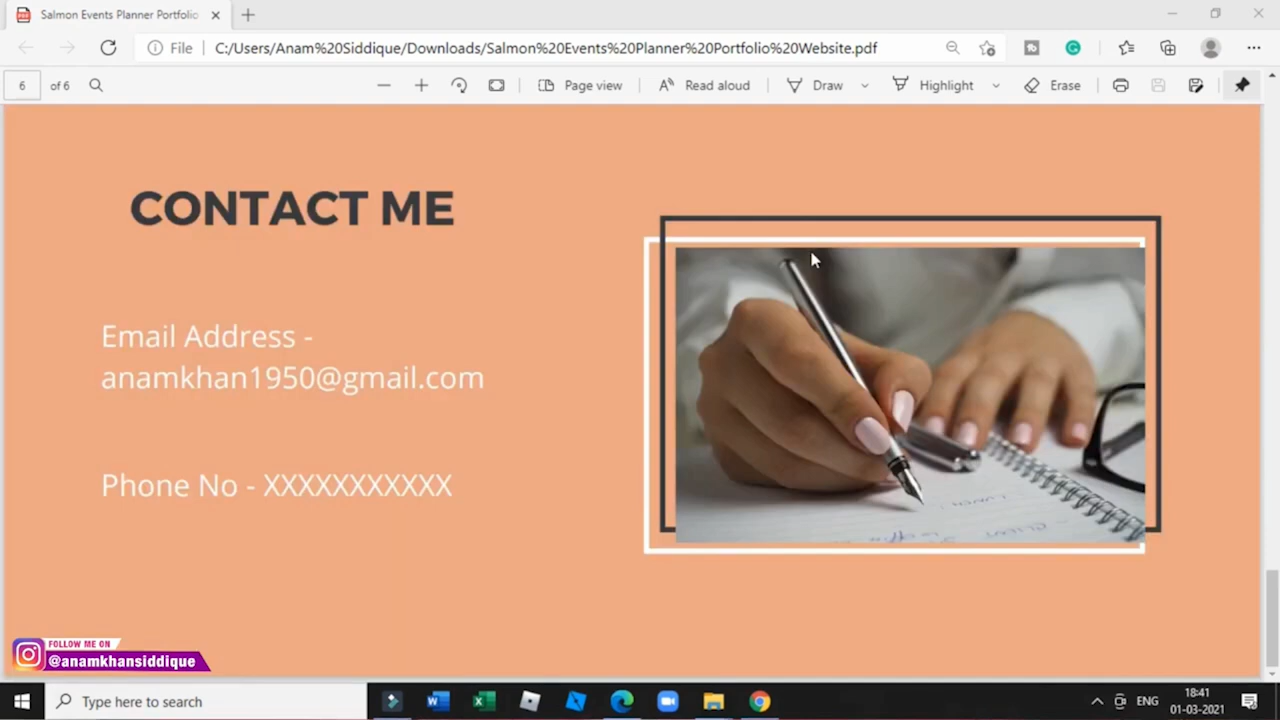 Salmon Events Planner Portfolio
File
C:/Users/Anam%20Siddique/Downloads/Salmon%20Events%20Planner%20Portfolio%20Website.pdf
6 of 6
Page view
Read aloud
Draw
Highlight
Erase
CONTACT ME
Email Address -
anamkhan1950@gmail.com
Phone No - XXXXXXXXXXX
FOLLOW ME ON
@anamkhansiddique
Type here to search
ENG
18:41
01-03-2021